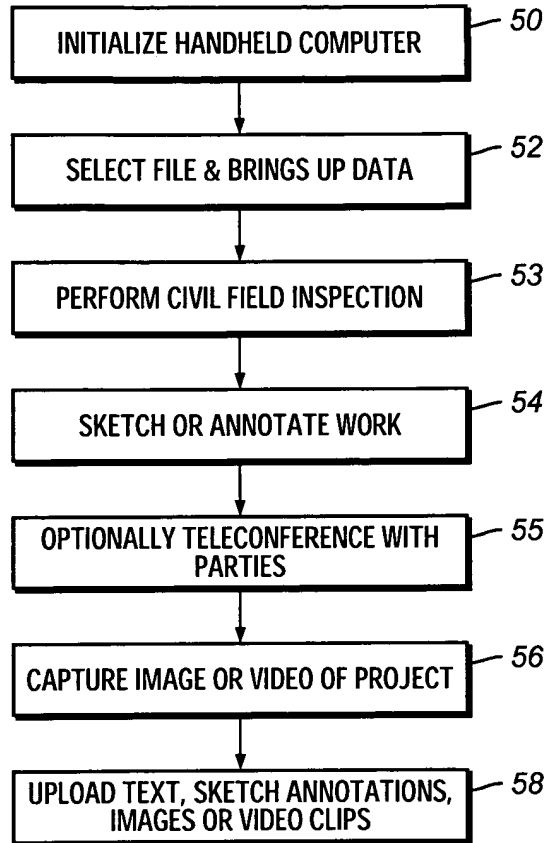 INITIALIZE HANDHELD COMPUTER
50
SELECT FILE & BRINGS UP DATA
52
PERFORM CIVIL FIELD INSPECTION
53
SKETCH OR ANNOTATE WORK
54
OPTIONALLY TELECONFERENCE WITH
PARTIES
55
CAPTURE IMAGE OR VIDEO OF PROJECT
56
UPLOAD TEXT, SKETCH ANNOTATIONS,
IMAGES OR VIDEO CLIPS
58